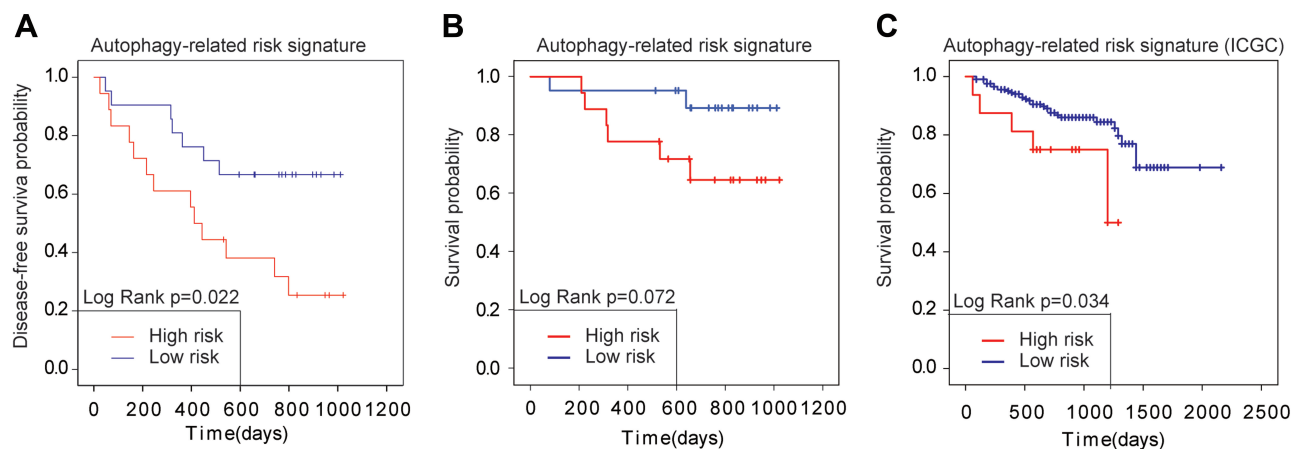 A
Autophagy-related risk signature
Disease-free surviva probability
1.0
0.8
0.6
0.4
0.2
0.0
Log Rank p=0.022
High risk
Low risk
0 200 400 600 800 1000 1200
Time(days)
B
Autophagy-related risk signature
Survival probability
1.0
0.8
0.6
0.4
0.2
0.0
Log Rank p=0.072
High risk
Low risk
0 200 400 600 800 1000 1200
Time(days)
C
Autophagy-related risk signature (ICGC)
Survival probability
1.0
0.8
0.6
0.4
0.2
0.0
Log Rank p=0.034
High risk
Low risk
0 500 1000 1500 2000 2500
Time(days)